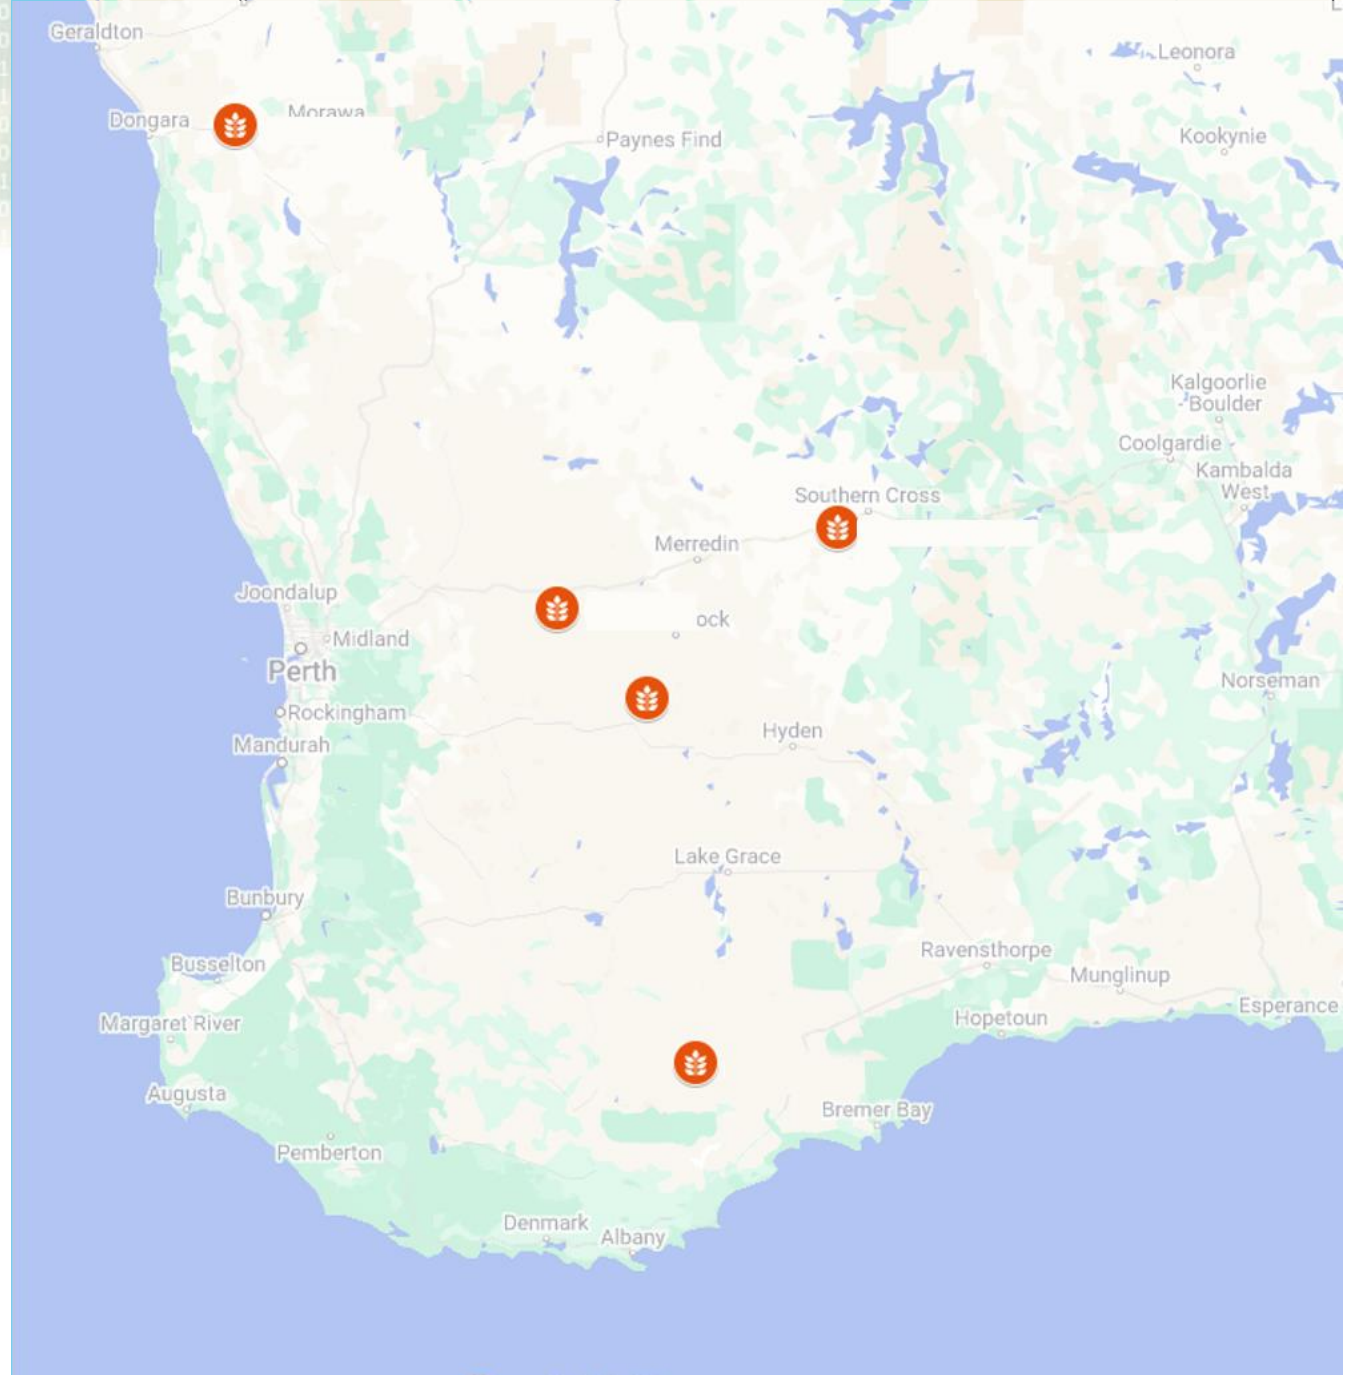 Geraldton
Leonora
Dongara
Morawa
Paynes Find
Kookynie
Kalgoorlie
Boulder
Coolgardie
Kambalda
West
Southern Cross
Merredin
Joondalup
ock
Midland
Perth
Norseman
Rockingham
Hyden
Mandurah
Lake Grace
Bunbury
Ravensthorpe
Busselton
Munglinup
Esperance
Margaret River
Hopetoun
Augusta
Bremer Bay
Pemberton
Denmark
Albany